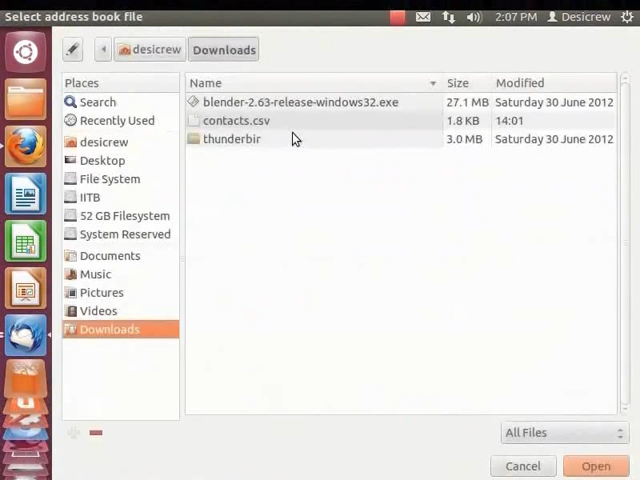 Select address book file
2:07 PM
Desicrew
desicrew
Downloads
Places
Name
Size
Modified
Search
Recently Used
desicrew
Desktop
File System
IITB
52 GB Filesystem
System Reserved
Documents
Music
Pictures
Videos
Downloads
blender-2.63-release-windows32.exe
27.1 MB
Saturday 30 June 2012
contacts.csv
1.8 KB
14:01
thunderbir
3.0 MB
Saturday 30 June 2012
All Files
Cancel
Open